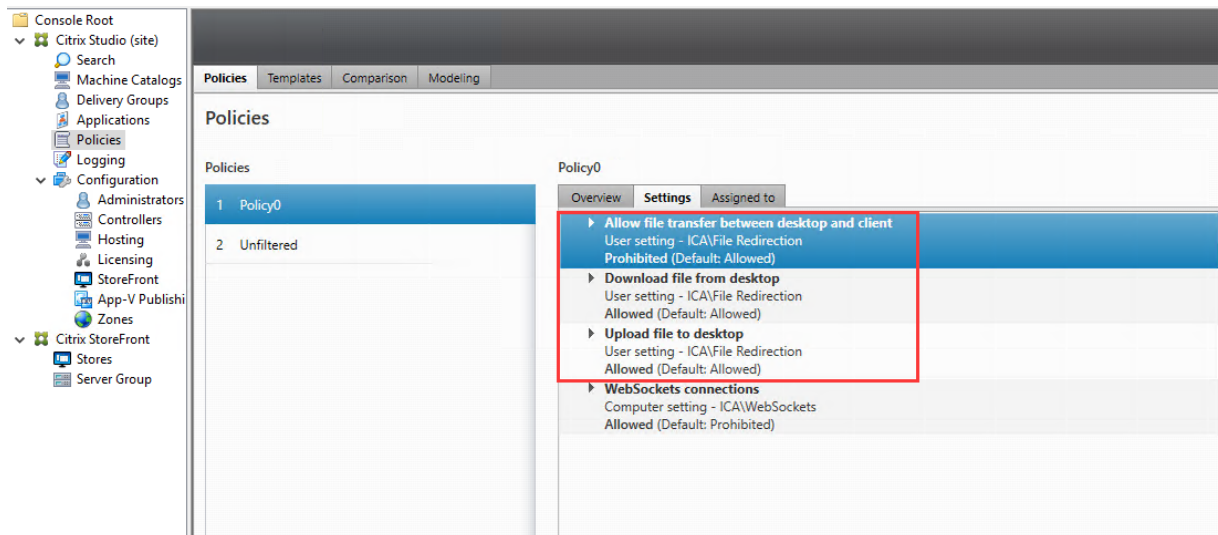 Console Root
Citrix Studio (site)
Search
Machine Catalogs
Delivery Groups
Applications
Policies
Logging
Configuration
Administrators
Controllers
Hosting
Licensing
StoreFront
App-V Publishi
Zones
Citrix StoreFront
Stores
Server Group
Policies Templates Comparison Modeling
Policies
Policies
1 Policy0
2 Unfiltered
Policy0
Overview Settings Assigned to
Allow file transfer between desktop and client
User setting - ICA\File Redirection
Prohibited (Default: Allowed)
Download file from desktop
User setting - ICA\File Redirection
Allowed (Default: Allowed)
Upload file to desktop
User setting - ICA\File Redirection
Allowed (Default: Allowed)
WebSockets connections
Computer setting - ICA\WebSockets
Allowed (Default: Prohibited)